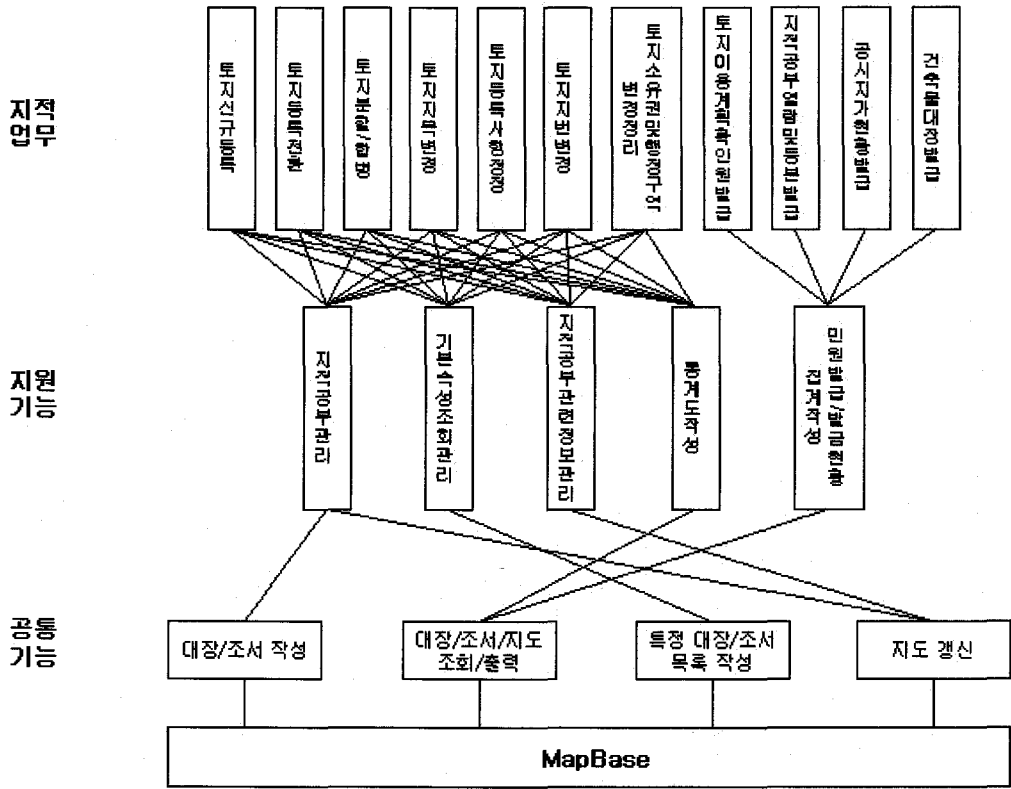 지적
업무
토지신규등록
토지등록전환
토지분할/합병
토지지목변경
토지등록사항정정
토지지번변경
토지소유권및행정구역
변경정리
토지이용계획확인원발급
지적공부열람및등본발급
공시지가현황발급
건축물대장발급
지원
기능
지적공부관리
기본속성조회관리
지적공부관련정보관리
통계도작성
민원발급/발급현황
집계작성
공통
기능
대장/조서 작성
대장/조서/지도
조회/출력
특정 대장/조서
목록 작성
지도 갱신
MapBase